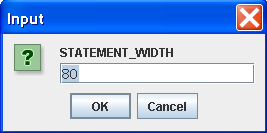 Input
?
STATEMENT_WIDTH
80
OK
Cancel